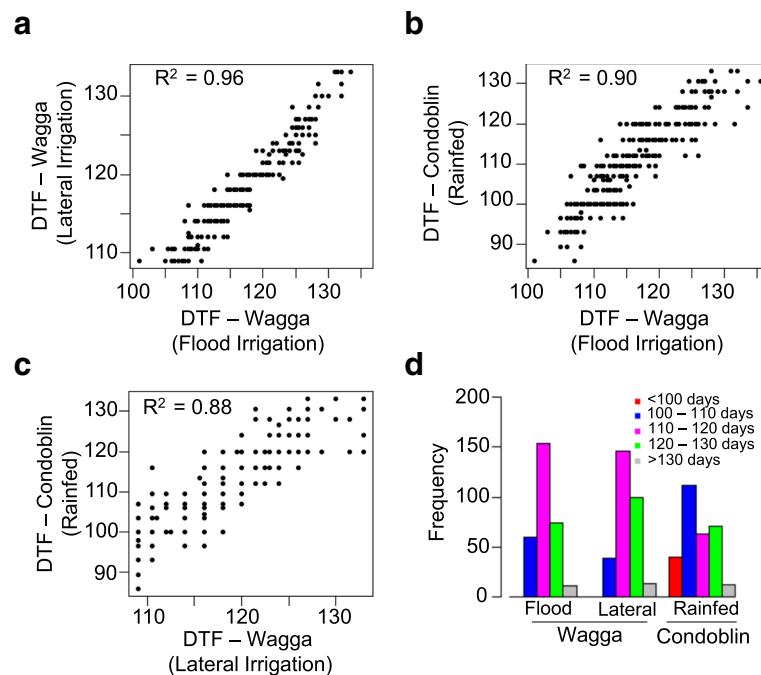 a
R² = 0.96
DTF – Wagga
(Lateral Irrigation)
130
120
110
100
110
120
130
DTF – Wagga
(Flood Irrigation)
b
R² = 0.90
DTF – Condoblin
(Rainfed)
130
120
110
100
90
100
110
120
130
DTF – Wagga
(Flood Irrigation)
c
R² = 0.88
DTF – Condoblin
(Rainfed)
130
120
110
100
90
110
120
130
DTF – Wagga
(Lateral Irrigation)
d
<100 days
100 – 110 days
110 – 120 days
120 – 130 days
>130 days
Frequency
200
150
100
50
0
Flood
Lateral
Rainfed
Wagga
Condoblin